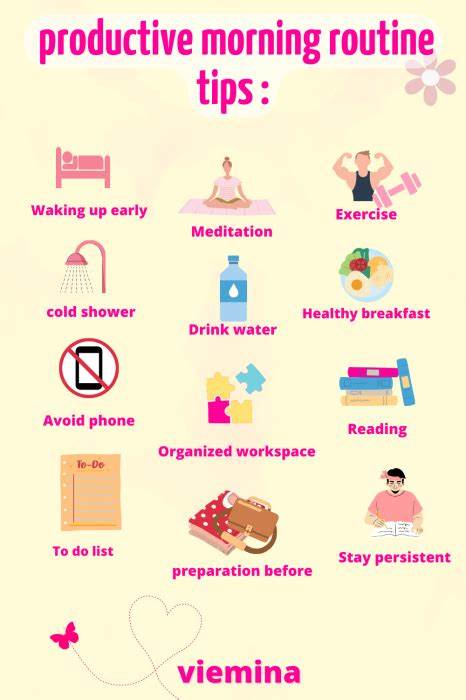 productive morning routine
tips :
Waking up early
Meditation
Exercise
cold shower
Drink water
Healthy breakfast
Avoid phone
Organized workspace
Reading
To-Do
To do list
preparation before
Stay persistent
viemina